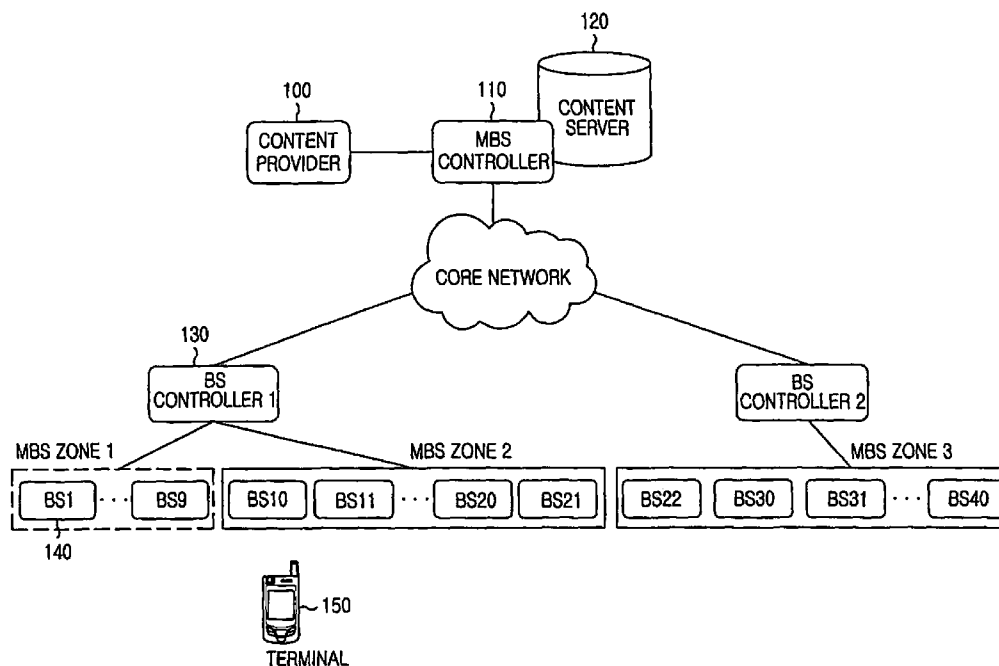 120
100
110
CONTENT
SERVER
CONTENT
PROVIDER
MBS
CONTROLLER
CORE NETWORK
130
BS
CONTROLLER 1
BS
CONTROLLER 2
MBS ZONE 1
MBS ZONE 2
MBS ZONE 3
BS1 ··· BS9
BS10 BS11 ··· BS20 BS21
BS22 BS30 BS31 ··· BS40
140
150
TERMINAL